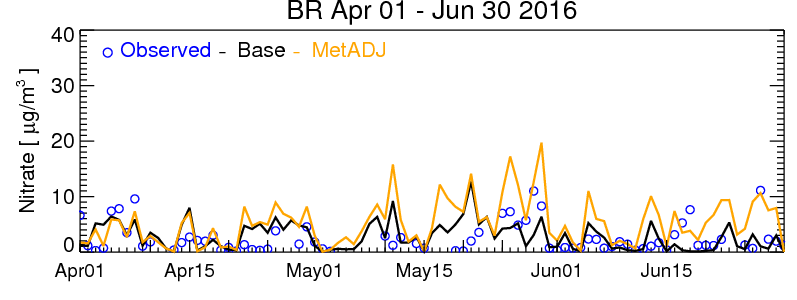 BR Apr 01 - Jun 30 2016
Observed - Base - MetADJ
Nitrate [ µg/m³ ]
40
30
20
10
0
Apr01 Apr15 May01 May15 Jun01 Jun15